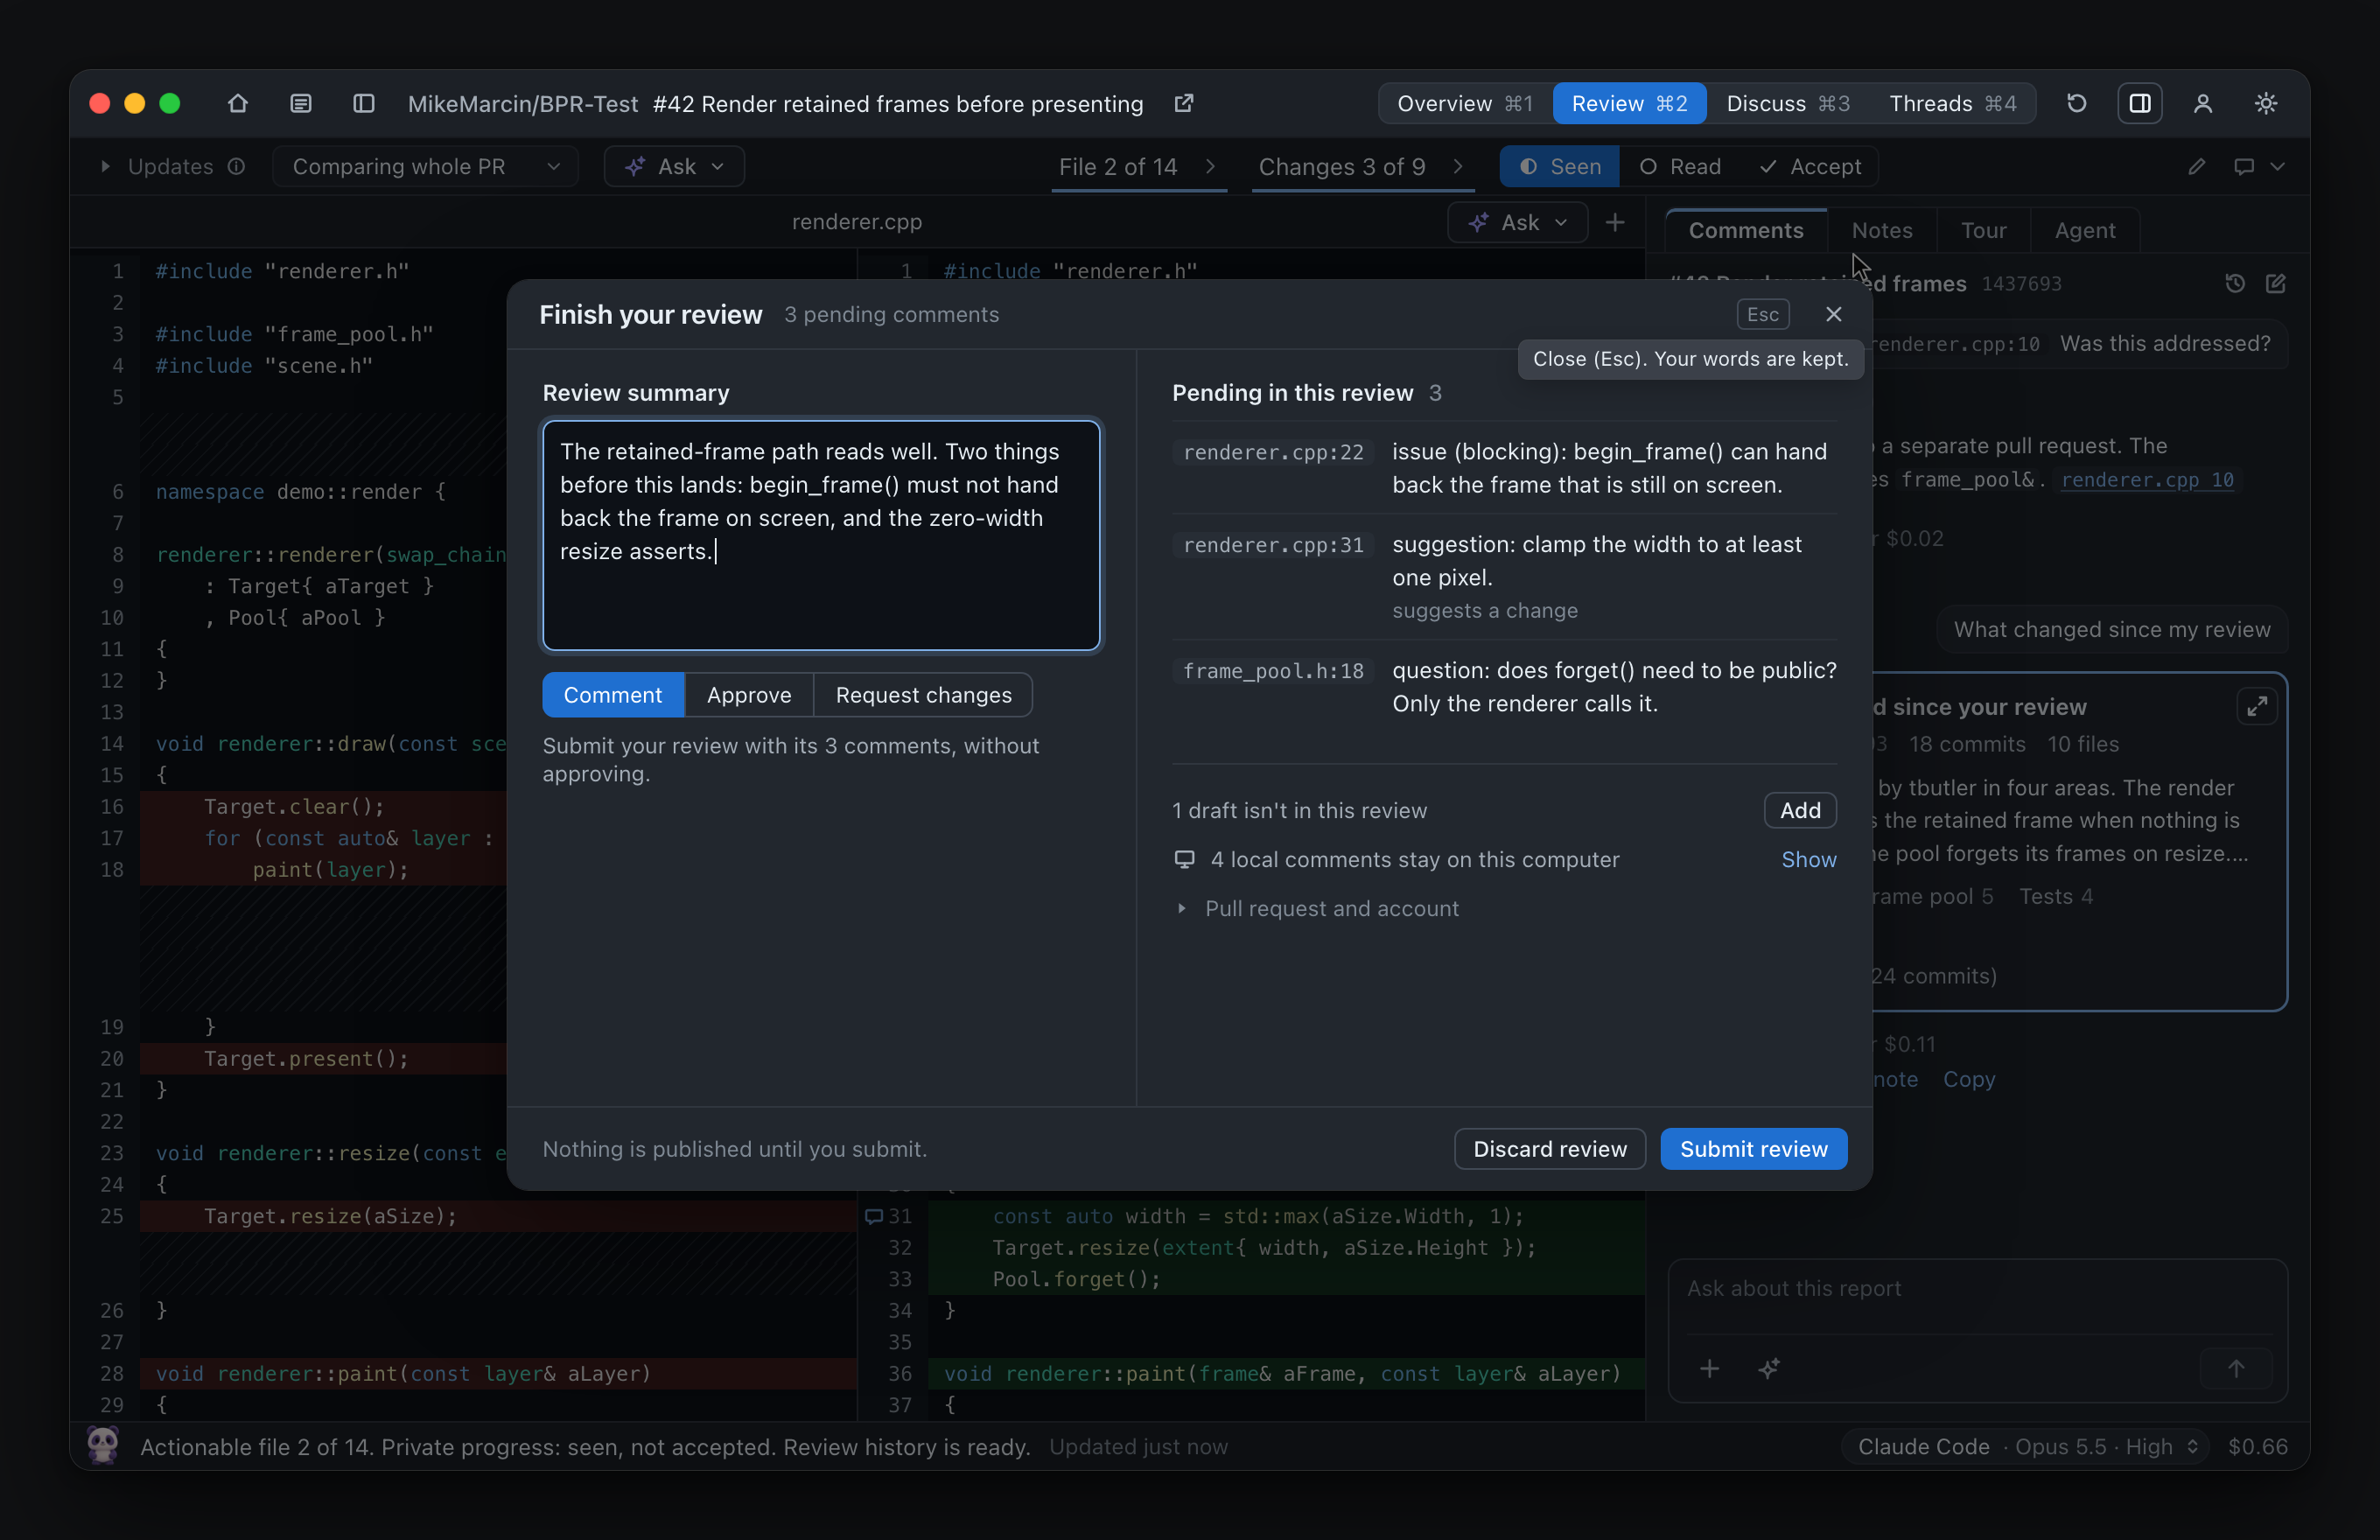 MikeMarcin/BPR-Test #42 Render retained frames before presenting
Overview ⌘1 Review ⌘2 Discuss ⌘3 Threads ⌘4
Updates Comparing whole PR Ask
File 2 of 14 Changes 3 of 9 Seen Read Accept
renderer.cpp Ask
Comments Notes Tour Agent
1 #include "renderer.h"
2
3 #include "frame_pool.h"
4 #include "scene.h"
5
6 namespace demo::render {
7
8 renderer::renderer(swap_chain
9 : Target{ aTarget }
10 , Pool{ aPool }
11 {
12 }
13
14 void renderer::draw(const sce
15 {
16 Target.clear();
17 for (const auto& layer :
18 paint(layer);
19 }
20 Target.present();
21 }
22
23 void renderer::resize(const e
24 {
25 Target.resize(aSize);
26 }
27
28 void renderer::paint(const layer& aLayer)
29 {
1 #include "renderer.h"
Finish your review 3 pending comments
Esc
Close (Esc). Your words are kept.
Review summary
The retained-frame path reads well. Two things
before this lands: begin_frame() must not hand
back the frame on screen, and the zero-width
resize asserts.
Comment Approve Request changes
Submit your review with its 3 comments, without
approving.
Pending in this review 3
renderer.cpp:22 issue (blocking): begin_frame() can hand
back the frame that is still on screen.
renderer.cpp:31 suggestion: clamp the width to at least
one pixel.
suggests a change
frame_pool.h:18 question: does forget() need to be public?
Only the renderer calls it.
1 draft isn't in this review Add
4 local comments stay on this computer Show
Pull request and account
Nothing is published until you submit.
Discard review Submit review
31 const auto width = std::max(aSize.Width, 1);
32 Target.resize(extent{ width, aSize.Height });
33 Pool.forget();
34 }
35
36 void renderer::paint(frame& aFrame, const layer& aLayer)
37 {
frames 1437693
renderer.cpp:10 Was this addressed?
a separate pull request. The
frame_pool&. renderer.cpp 10
$0.02
What changed since my review
since your review
18 commits 10 files
by tbutler in four areas. The render
the retained frame when nothing is
pool forgets its frames on resize....
pool 5 Tests 4
24 commits)
$0.11
note Copy
Ask about this report
Actionable file 2 of 14. Private progress: seen, not accepted. Review history is ready. Updated just now
Claude Code · Opus 5.5 · High $0.66